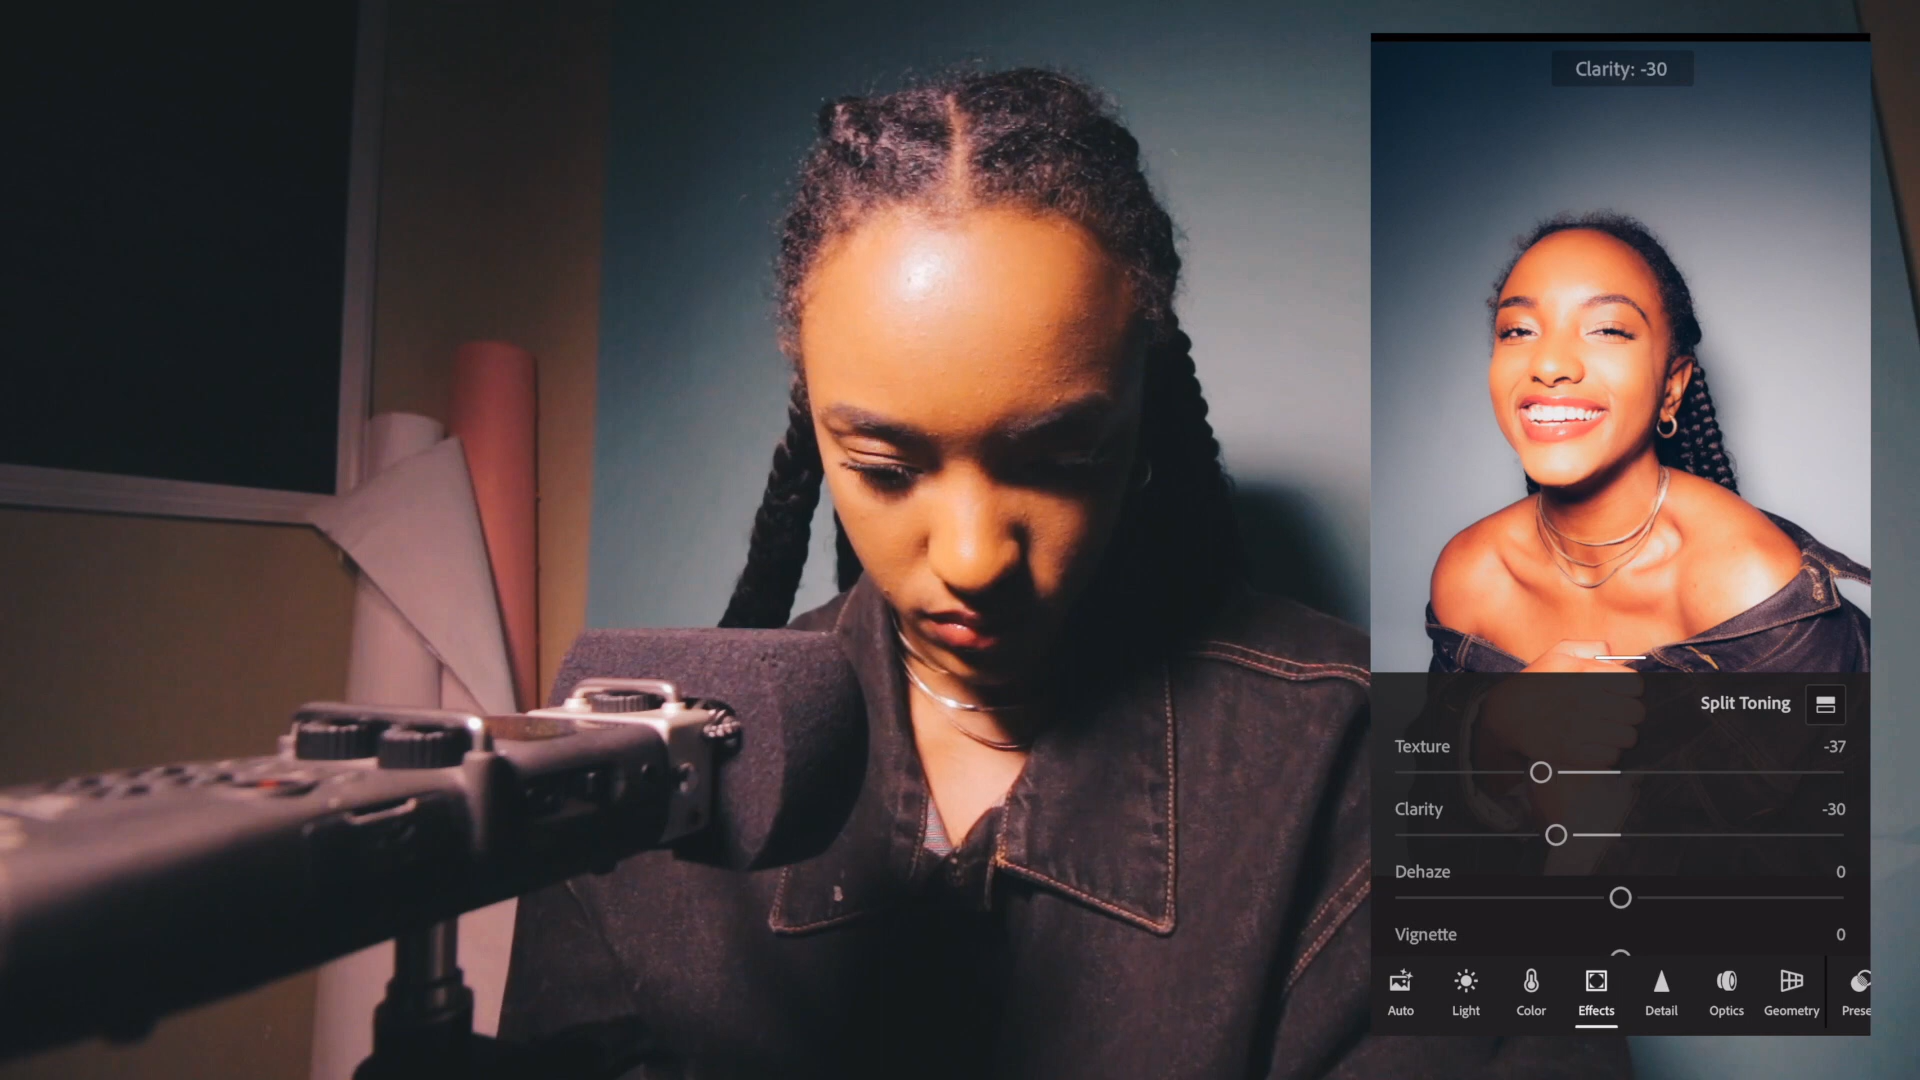 Clarity: -30
Split Toning
Texture -37
Clarity -30
Dehaze 0
Vignette 0
Auto Light Color Effects Detail Optics Geometry Prese